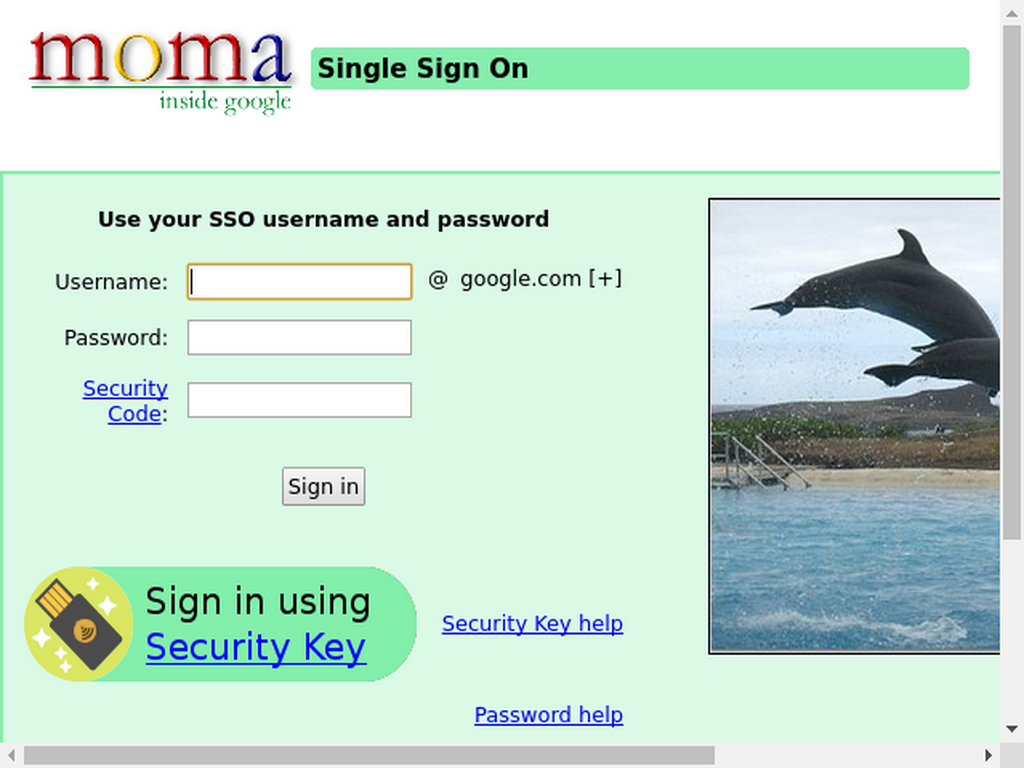 moma
inside google
Single Sign On
Use your SSO username and password
Username:
@ google.com [+]
Password:
Security
Code:
Sign in
Sign in using
Security Key
Security Key help
Password help